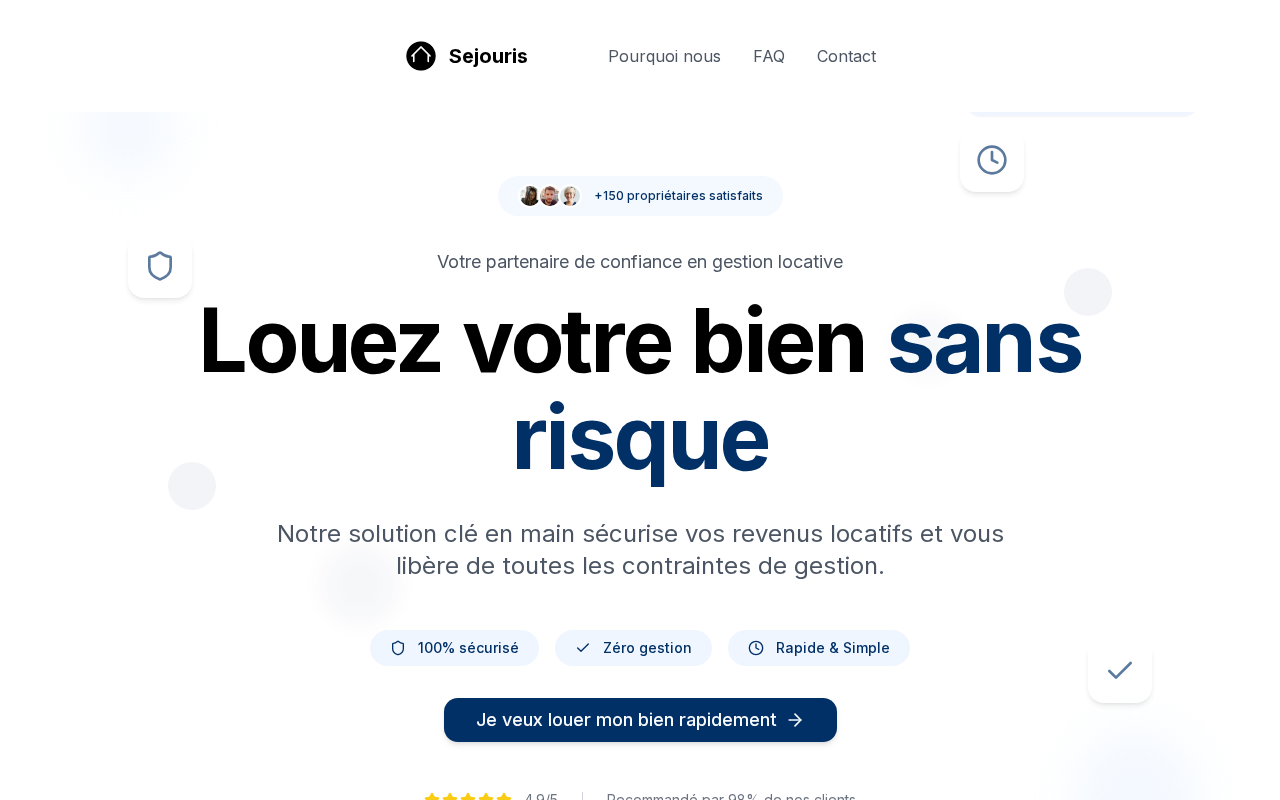 Sejouris
Pourquoi nous
FAQ
Contact
+150 propriétaires satisfaits
Votre partenaire de confiance en gestion locative
Louez votre bien sans
risque
Notre solution clé en main sécurise vos revenus locatifs et vous
libère de toutes les contraintes de gestion.
100% sécurisé
Zéro gestion
Rapide & Simple
Je veux louer mon bien rapidement
4.9/5
Recommandé par 98% de nos clients